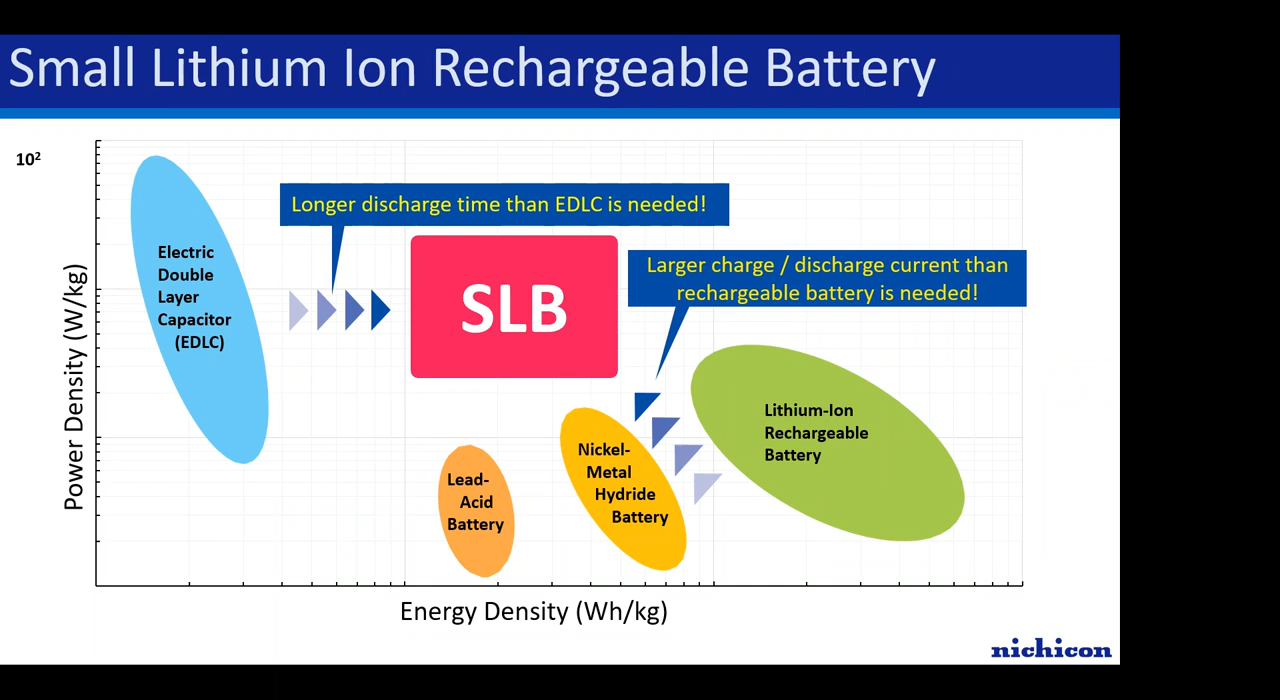 Small Lithium Ion Rechargeable Battery
10²
Longer discharge time than EDLC is needed!
Larger charge / discharge current than
rechargeable battery is needed!
Electric
Double
Layer
Capacitor
(EDLC)
SLB
Lithium-Ion
Rechargeable
Battery
Nickel-
Metal
Hydride
Battery
Lead-
Acid
Battery
Power Density (W/kg)
Energy Density (Wh/kg)
nichicon